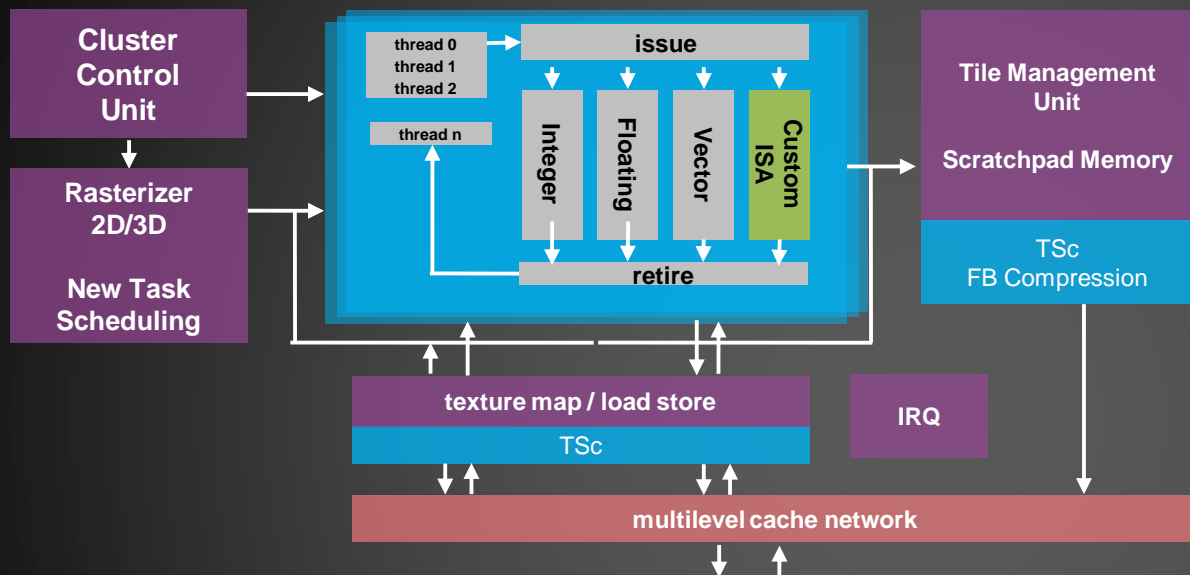 Cluster
Control
Unit
Rasterizer
2D/3D
New Task
Scheduling
thread 0
thread 1
thread 2
thread n
issue
Integer
Floating
Vector
Custom
ISA
retire
Tile Management
Unit
Scratchpad Memory
TSc
FB Compression
texture map / load store
TSc
IRQ
multilevel cache network